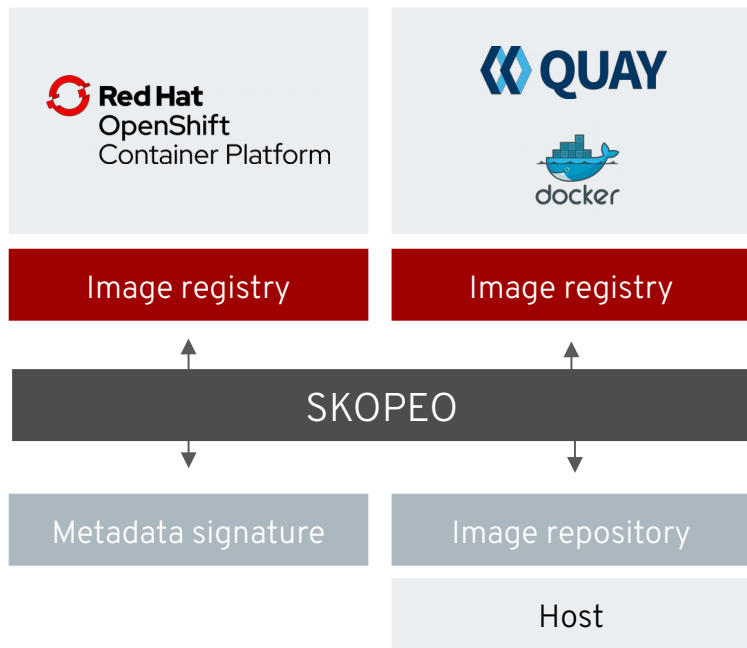 Red Hat
OpenShift
Container Platform
QUAY
docker
Image registry
Image registry
SKOPEO
Metadata signature
Image repository
Host